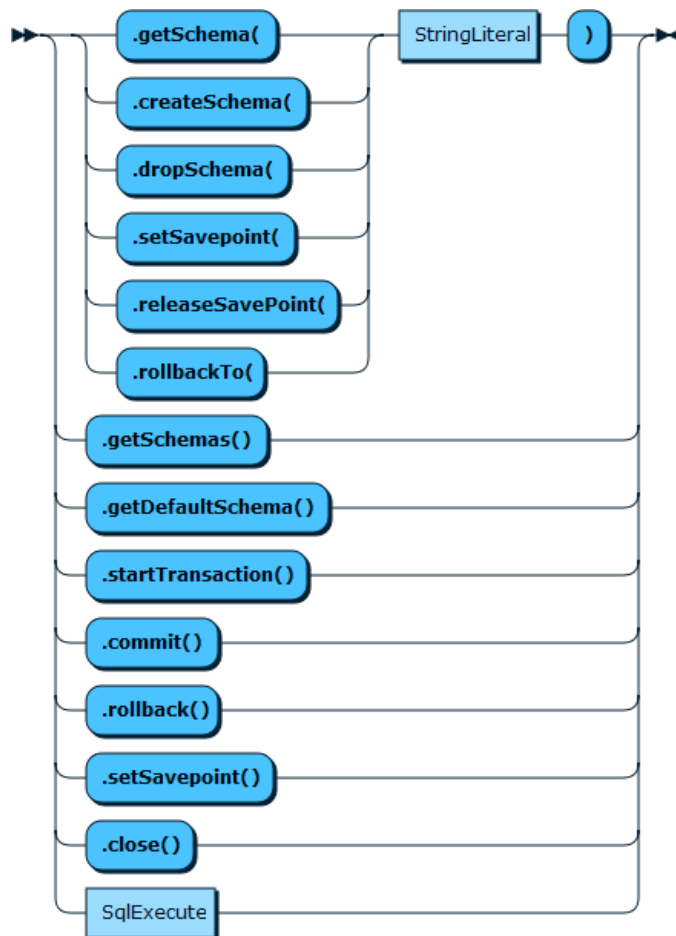 .getSchema( StringLiteral )
.createSchema(
.dropSchema(
.setSavepoint(
.releaseSavePoint(
.rollbackTo(
.getSchemas()
.getDefaultSchema()
.startTransaction()
.commit()
.rollback()
.setSavepoint()
.close()
SqlExecute